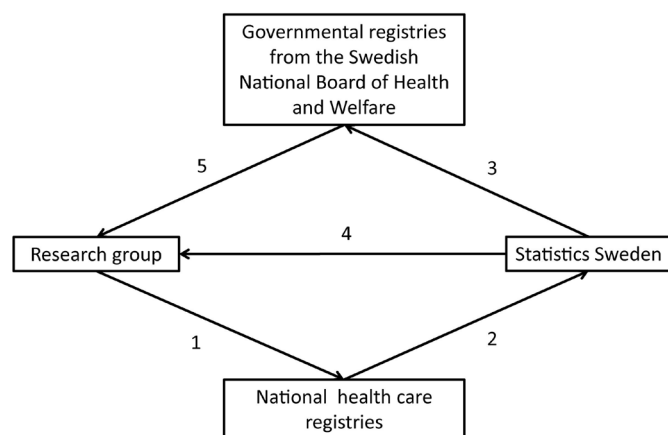 Governmental registries
from the Swedish
National Board of Health
and Welfare
5
3
4
Research group
Statistics Sweden
1
2
National health care
registries